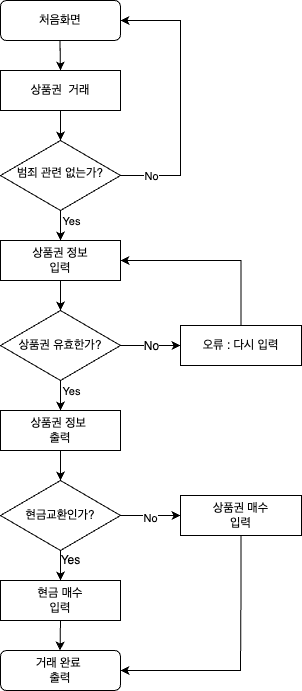 처음화면
상품권 거래
범죄 관련 없는가?
No
Yes
상품권 정보
입력
상품권 유효한가?
No
오류 : 다시 입력
Yes
상품권 정보
출력
현금교환인가?
No
상품권 매수
입력
Yes
현금 매수
입력
거래 완료
출력